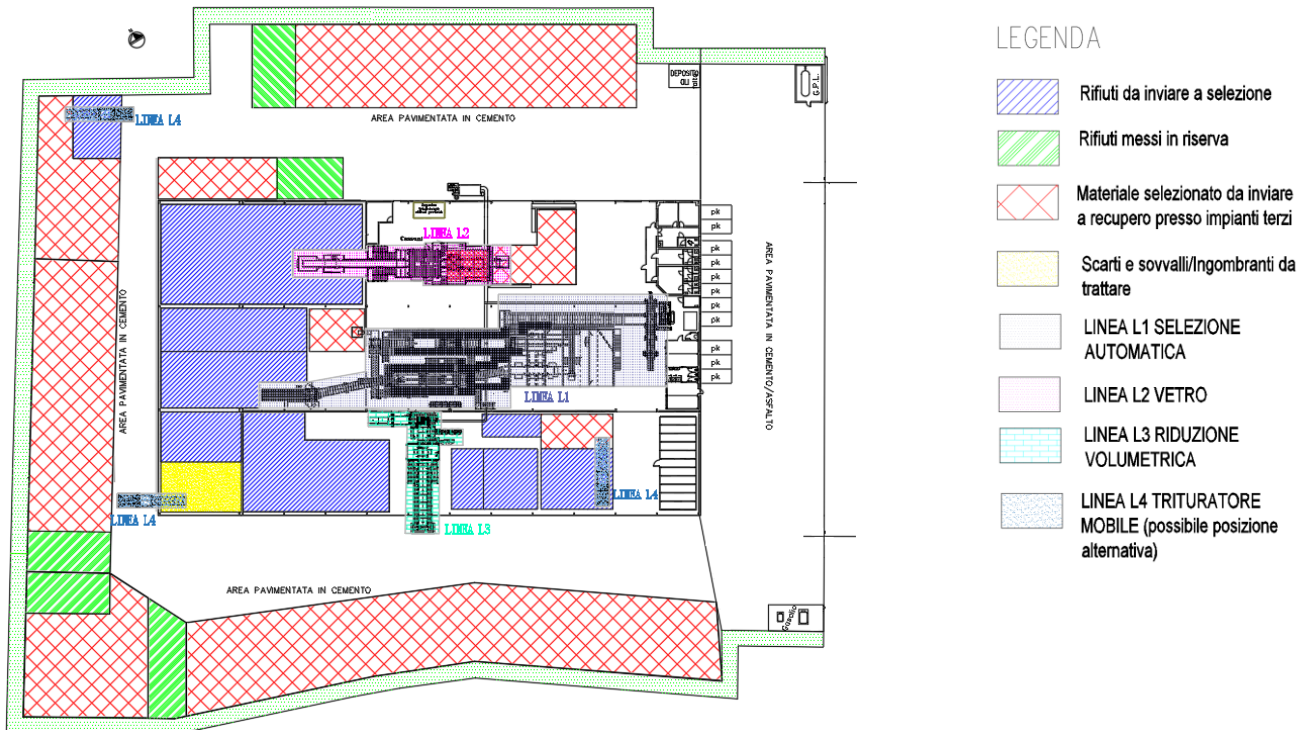 LEGENDA
Rifiuti da inviare a selezione
Rifiuti messi in riserva
Materiale selezionato da inviare
a recupero presso impianti terzi
Scarti e sovvalli/Ingombranti da
trattare
LINEA L1 SELEZIONE
AUTOMATICA
LINEA L2 VETRO
LINEA L3 RIDUZIONE
VOLUMETRICA
LINEA L4 TRITURATORE
MOBILE (possibile posizione
alternativa)
DEPOSITO
OLI
G.P.L.
AREA PAVIMENTATA IN CEMENTO
LINEA L4
LINEA L2
pk
pk
pk
pk
pk
pk
pk
pk
pk
pk
pk
AREA PAVIMENTATA IN CEMENTO/ASFALTO
AREA PAVIMENTATA IN CEMENTO
LINEA L1
LINEA L4
LINEA L4
LINEA L3
AREA PAVIMENTATA IN CEMENTO
Gasolio